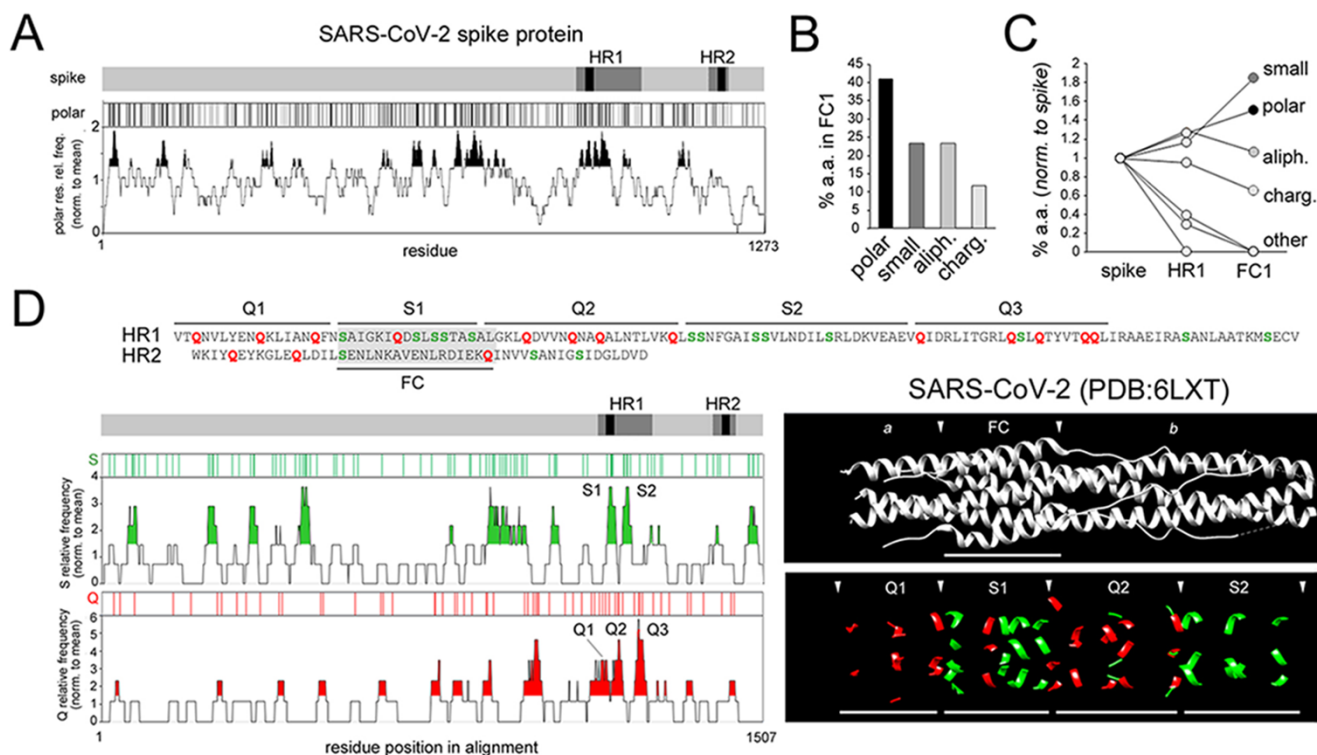 A
SARS-CoV-2 spike protein
HR1
HR2
spike
polar
2
1
0
polar res. rel. freq.
(norm. to mean)
1
residue
1273
B
% a.a. in FC1
45
40
35
30
25
20
15
10
5
0
polar
small
aliph.
charg.
C
% a.a. (norm. to spike)
2
1.8
1.6
1.4
1.2
1
0.8
0.6
0.4
0.2
0
small
polar
aliph.
charg.
other
spike
HR1
FC1
D
Q1
S1
Q2
S2
Q3
HR1
VTQNVLYENQKLIANQFNSAIGKIQDSLSSTASALGKLQDVVNQNAQALNTLVKQLSSNFGAISSVLNDILSRLDKVEAEVQIDRLITGRLQSLQTYVTQQLIRAAEIRASANLAATKMSECV
HR2
WKIYQEYKGLEQLDILSENLNKAVENLRDIEKQINVVSANIGSIDGLDVD
FC
HR1
HR2
S
4
3
2
1
0
S relative frequency
(norm. to mean)
S1
S2
Q
6
5
4
3
2
1
0
Q relative frequency
(norm. to mean)
Q1
Q2
Q3
1
residue position in alignment
1507
SARS-CoV-2 (PDB:6LXT)
a
FC
b
Q1
S1
Q2
S2